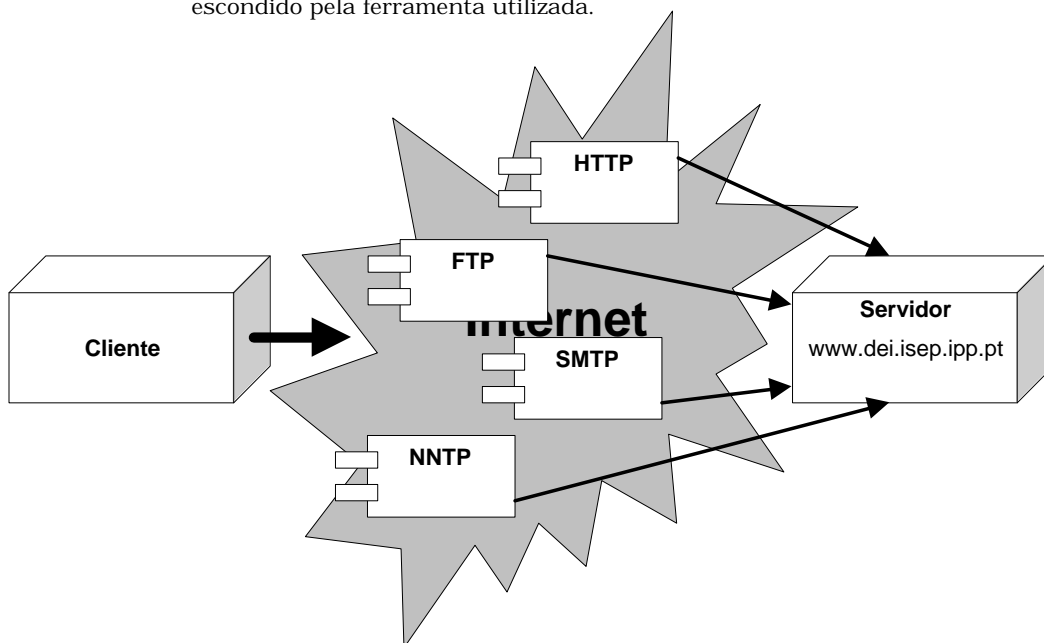 escondido pela ferramenta utilizada.
HTTP
FTP
Internet
Servidor
www.dei.isep.ipp.pt
Cliente
SMTP
NNTP